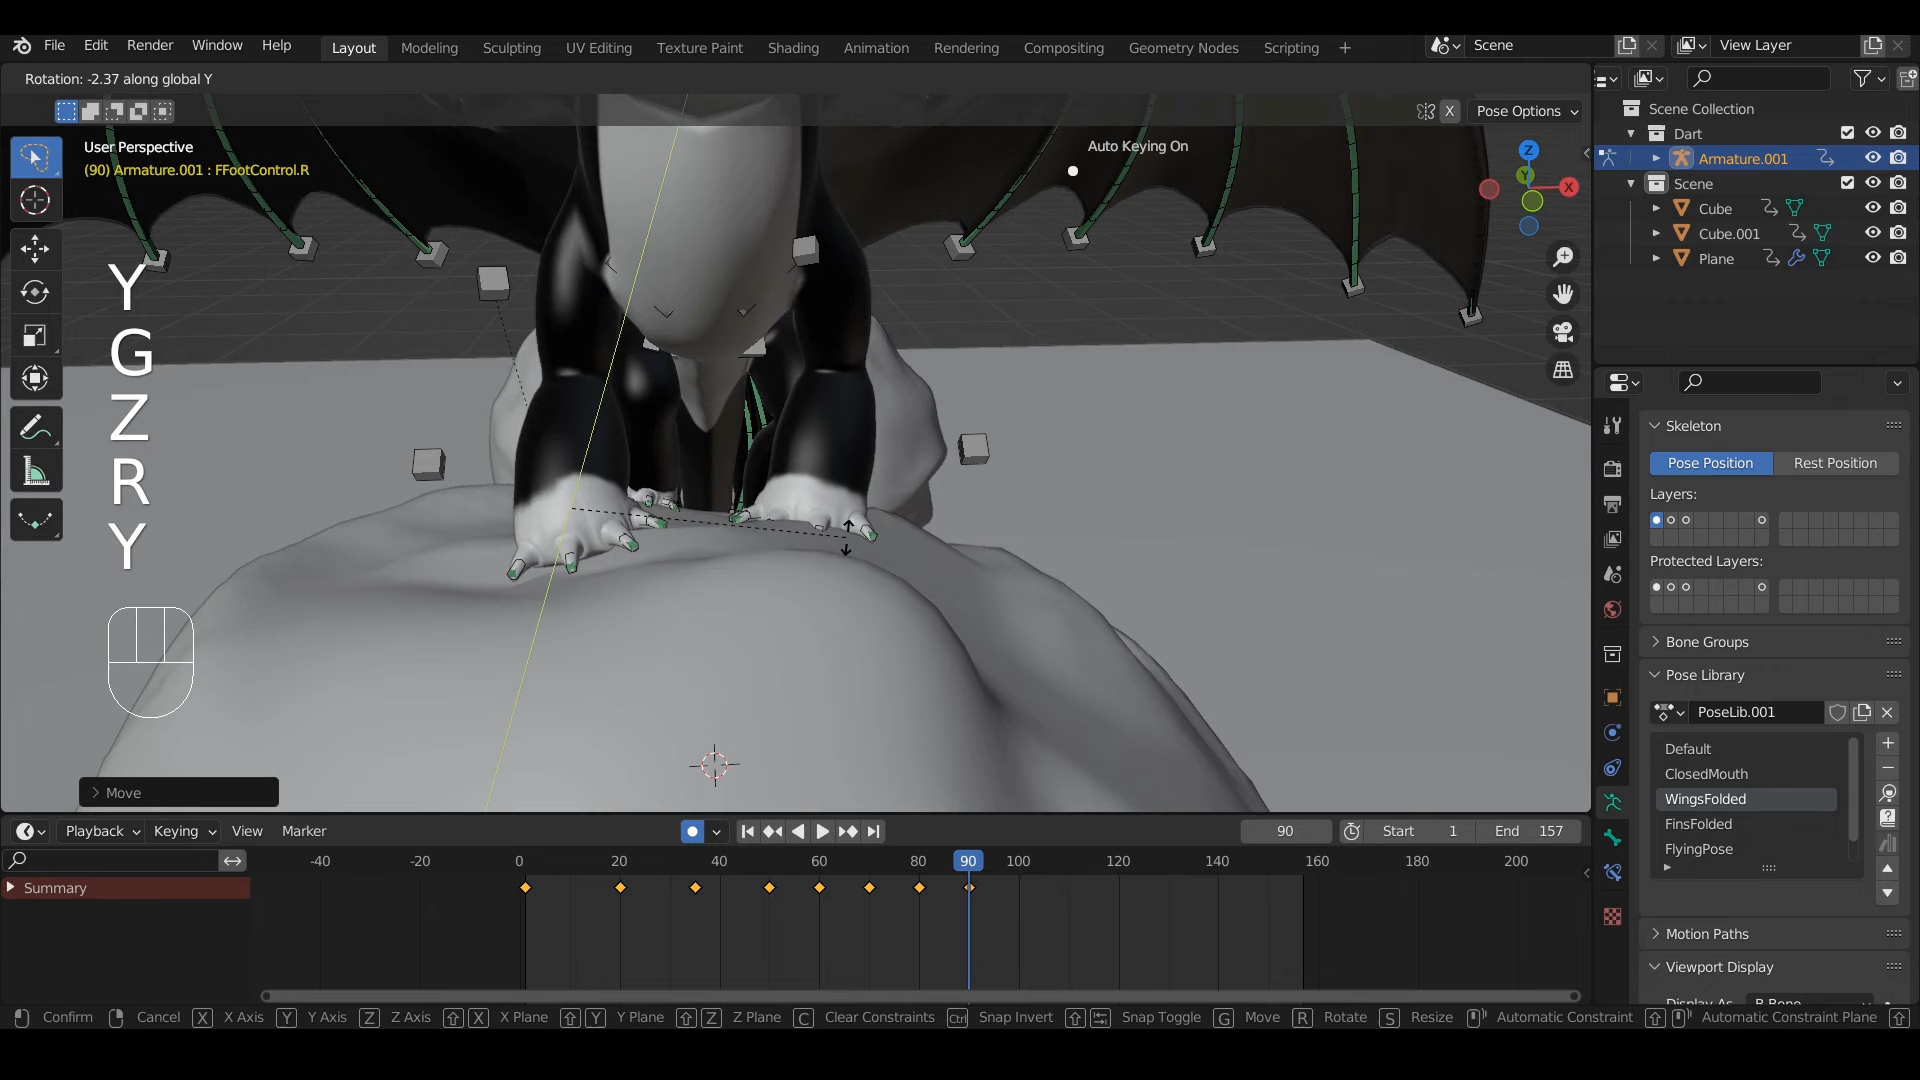 File Edit Render Window Help Layout Modeling Sculpting UV Editing Texture Paint Shading Animation Rendering Compositing Geometry Nodes Scripting + Scene View Layer
Rotation: -2.37 along global Y
X Pose Options
User Perspective
(90) Armature.001 : FFootControl.R
Auto Keying On
Z
Y
X
Y
G
Z
R
Y
Move
Scene Collection
Dart
Armature.001
Scene
Cube
Cube.001
Plane
Skeleton
Pose Position Rest Position
Layers:
Protected Layers:
Bone Groups
Pose Library
PoseLib.001
Default
ClosedMouth
WingsFolded
FinsFolded
FlyingPose
Motion Paths
Viewport Display
Display As B-Bone
Playback Keying View Marker 90 Start 1 End 157
-40 -20 0 20 40 60 80 90 100 120 140 160 180 200
Summary
Confirm Cancel X X Axis Y Y Axis Z Z Axis X X Plane Y Y Plane Z Z Plane C Clear Constraints Ctrl Snap Invert Snap Toggle G Move R Rotate S Resize Automatic Constraint Automatic Constraint Plane